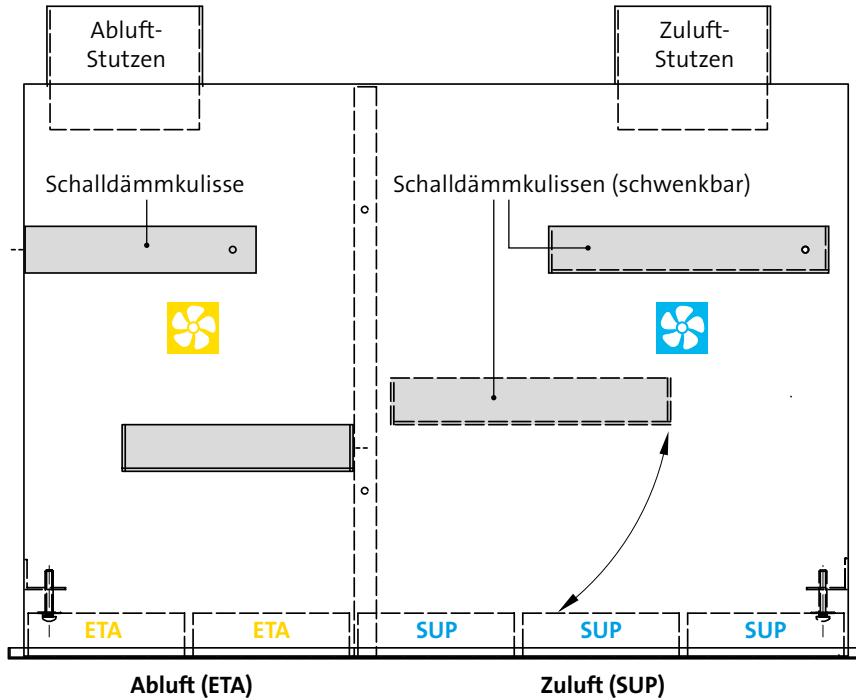 Abluft-
Stutzen
Zuluft-
Stutzen
Schalldämmkulisse
Schalldämmkulissen (schwenkbar)
ETA
ETA
SUP
SUP
SUP
Abluft (ETA)
Zuluft (SUP)